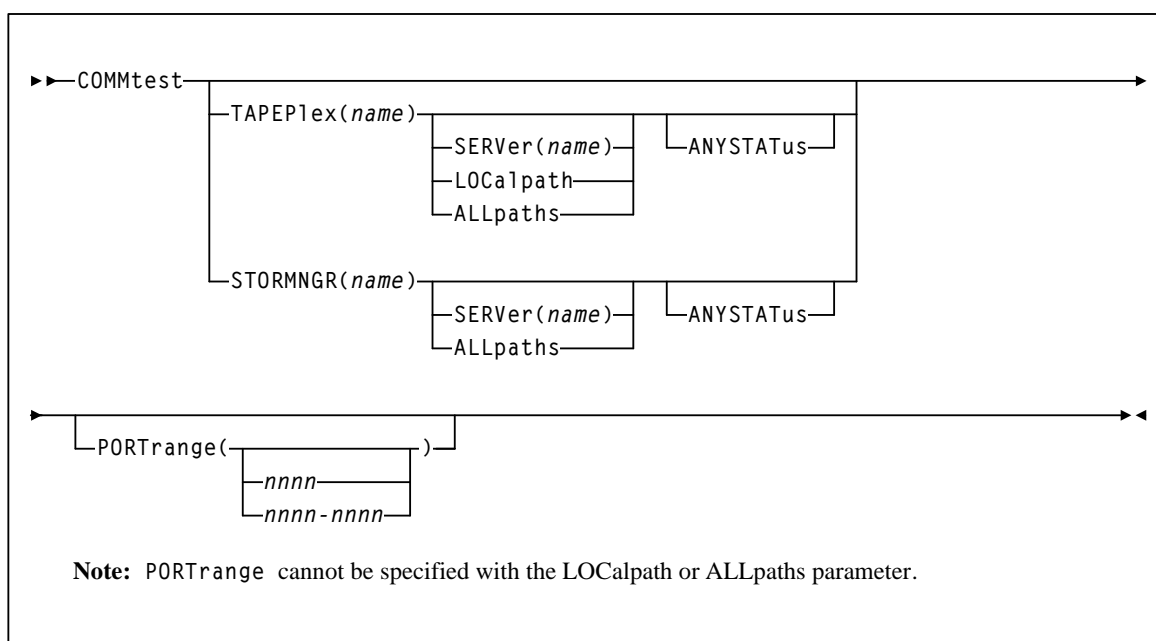 COMMtest
TAPEPlex(name)
SERVer(name)
ANYSTATus
LOCalpath
ALLpaths
STORMNGR(name)
SERVer(name)
ANYSTATus
ALLpaths
PORTrange( )
nnnn
nnnn-nnnn
Note: PORTrange cannot be specified with the LOCalpath or ALLpaths parameter.